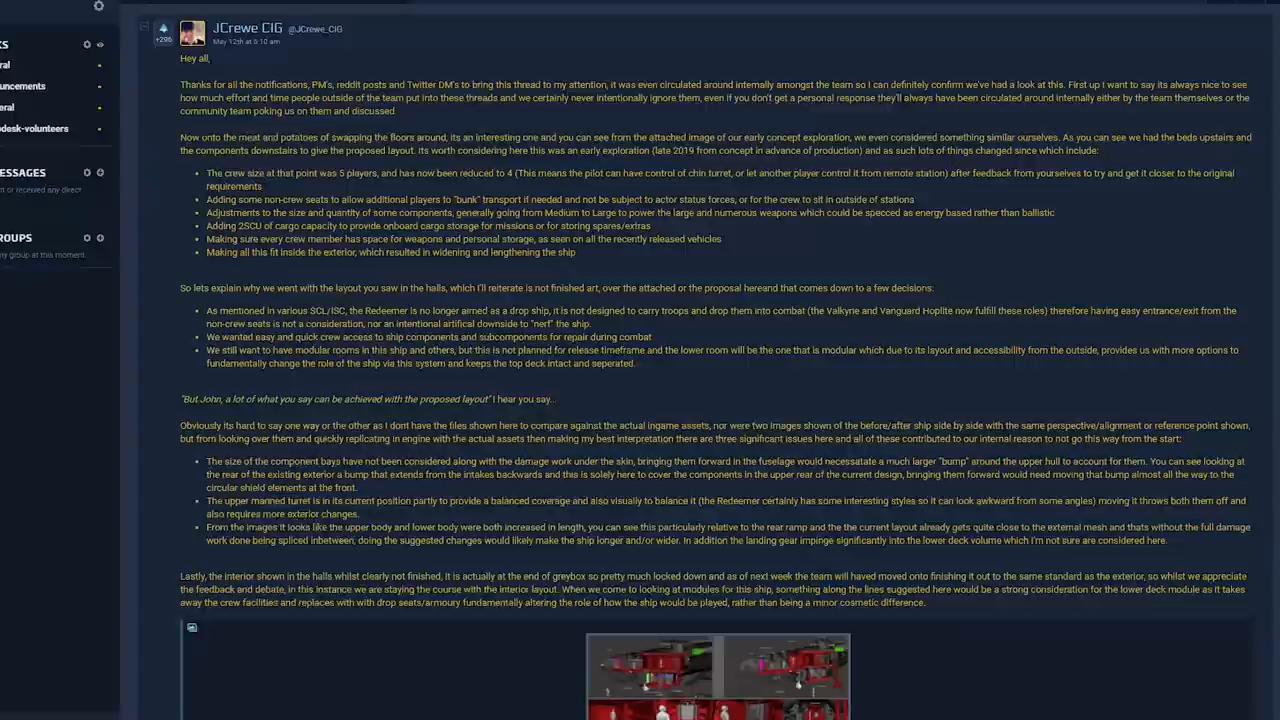 JCrewe CIG @JCrewe_CIG
+296
May 12th at 5:10 am
KS
Hey all,
ral
Thanks for all the notifications, PM's, reddit posts and Twitter DM's to bring this thread to my attention, it was even circulated around internally amongst the team so I can definitely confirm we've had a look at this. First up I want to say its always nice to see
uncements
how much effort and time people outside of the team put into these threads and we certainly never intentionally ignore them, even if you don't get a personal response they'll always have been circulated around internally either by the team themselves or the
eral
community team poking us on them and discussed.
desk-volunteers
Now onto the meat and potatoes of swapping the floors around, its an interesting one and you can see from the attached image of our early concept exploration, we even considered something similar ourselves. As you can see we had the beds upstairs and
the components downstairs to give the proposed layout. Its worth considering here this was an early exploration (late 2019 from concept in advance of production) and as such lots of things changed since which include:
ESSAGES
The crew size at that point was 5 players, and has now been reduced to 4 (This means the pilot can have control of chin turret, or let another player control it from remote station) after feedback from yourselves to try and get it closer to the original
nt or received any direct
requirements
Adding some non-crew seats to allow additional players to "bunk" transport if needed and not be subject to actor status forces, or for the crew to sit in outside of stations
Adjustments to the size and quantity of some components, generally going from Medium to Large to power the large and numerous weapons which could be specced as energy based rather than ballistic
Adding 2SCU of cargo capacity to provide onboard cargo storage for missions or for storing spares/extras
ROUPS
Making sure every crew member has space for weapons and personal storage, as seen on all the recently released vehicles
ny group at this moment.
Making all this fit inside the exterior, which resulted in widening and lengthening the ship
So lets explain why we went with the layout you saw in the halls, which I'll reiterate is not finished art, over the attached or the proposal hereand that comes down to a few decisions:
As mentioned in various SCL/ISC, the Redeemer is no longer aimed as a drop ship, it is not designed to carry troops and drop them into combat (the Valkyrie and Vanguard Hoplite now fulfill these roles) therefore having easy entrance/exit from the
non-crew seats is not a consideration, nor an intentional artificial downside to "nerf" the ship.
We wanted easy and quick crew access to ship components and subcomponents for repair during combat
We still want to have modular rooms in this ship and others, but this is not planned for release timeframe and the lower room will be the one that is modular which due to its layout and accessibility from the outside, provides us with more options to
fundamentally change the role of the ship via this system and keeps the top deck intact and seperated.
"But John, a lot of what you say can be achieved with the proposed layout" I hear you say...
Obviously its hard to say one way or the other as I dont have the files shown here to compare against the actual ingame assets, nor were two images shown of the before/after ship side by side with the same perspective/alignment or reference point shown,
but from looking over them and quickly replicating in engine with the actual assets then making my best interpretation there are three significant issues here and all of these contributed to our internal reason to not go this way from the start:
The size of the component bays have not been considered along with the damage work under the skin, bringing them forward in the fuselage would necessatate a much larger "bump" around the upper hull to account for them. You can see looking at
the rear of the existing exterior a bump that extends from the intakes backwards and this is solely here to cover the components in the upper rear of the current design, bringing them forward would need moving that bump almost all the way to the
circular shield elements at the front.
The upper manned turret is in its current position party to provide a balanced coverage and also visually to balance it (the Redeemer certainly has some interesting styles so it can look awkward from some angles) moving it throws both them off and
also requires more exterior changes.
From the images it looks like the upper body and lower body were both increased in length, you can see this particularly relative to the rear ramp and the the current layout already gets quite close to the external mesh and thats without the full damage
work done being spliced inbetween, doing the suggested changes would likely make the ship longer and/or wider. In addition the landing gear impinge significantly into the lower deck volume which I'm not sure are considered here.
Lastly, the interior shown in the halls whilst clearly not finished, it is actually at the end of greybox so pretty much locked down and as of next week the team will haved moved onto finishing it out to the same standard as the exterior, so whilst we appreciate
the feedback and debate, in this instance we are staying the course with the interior layout. When we come to looking at modules for this ship, something along the lines suggested here would be a strong consideration for the lower deck module as it takes
away the crew facilities and replaces with with drop seats/armoury fundamentally altering the role of how the ship would be played, rather than being a minor cosmetic difference.